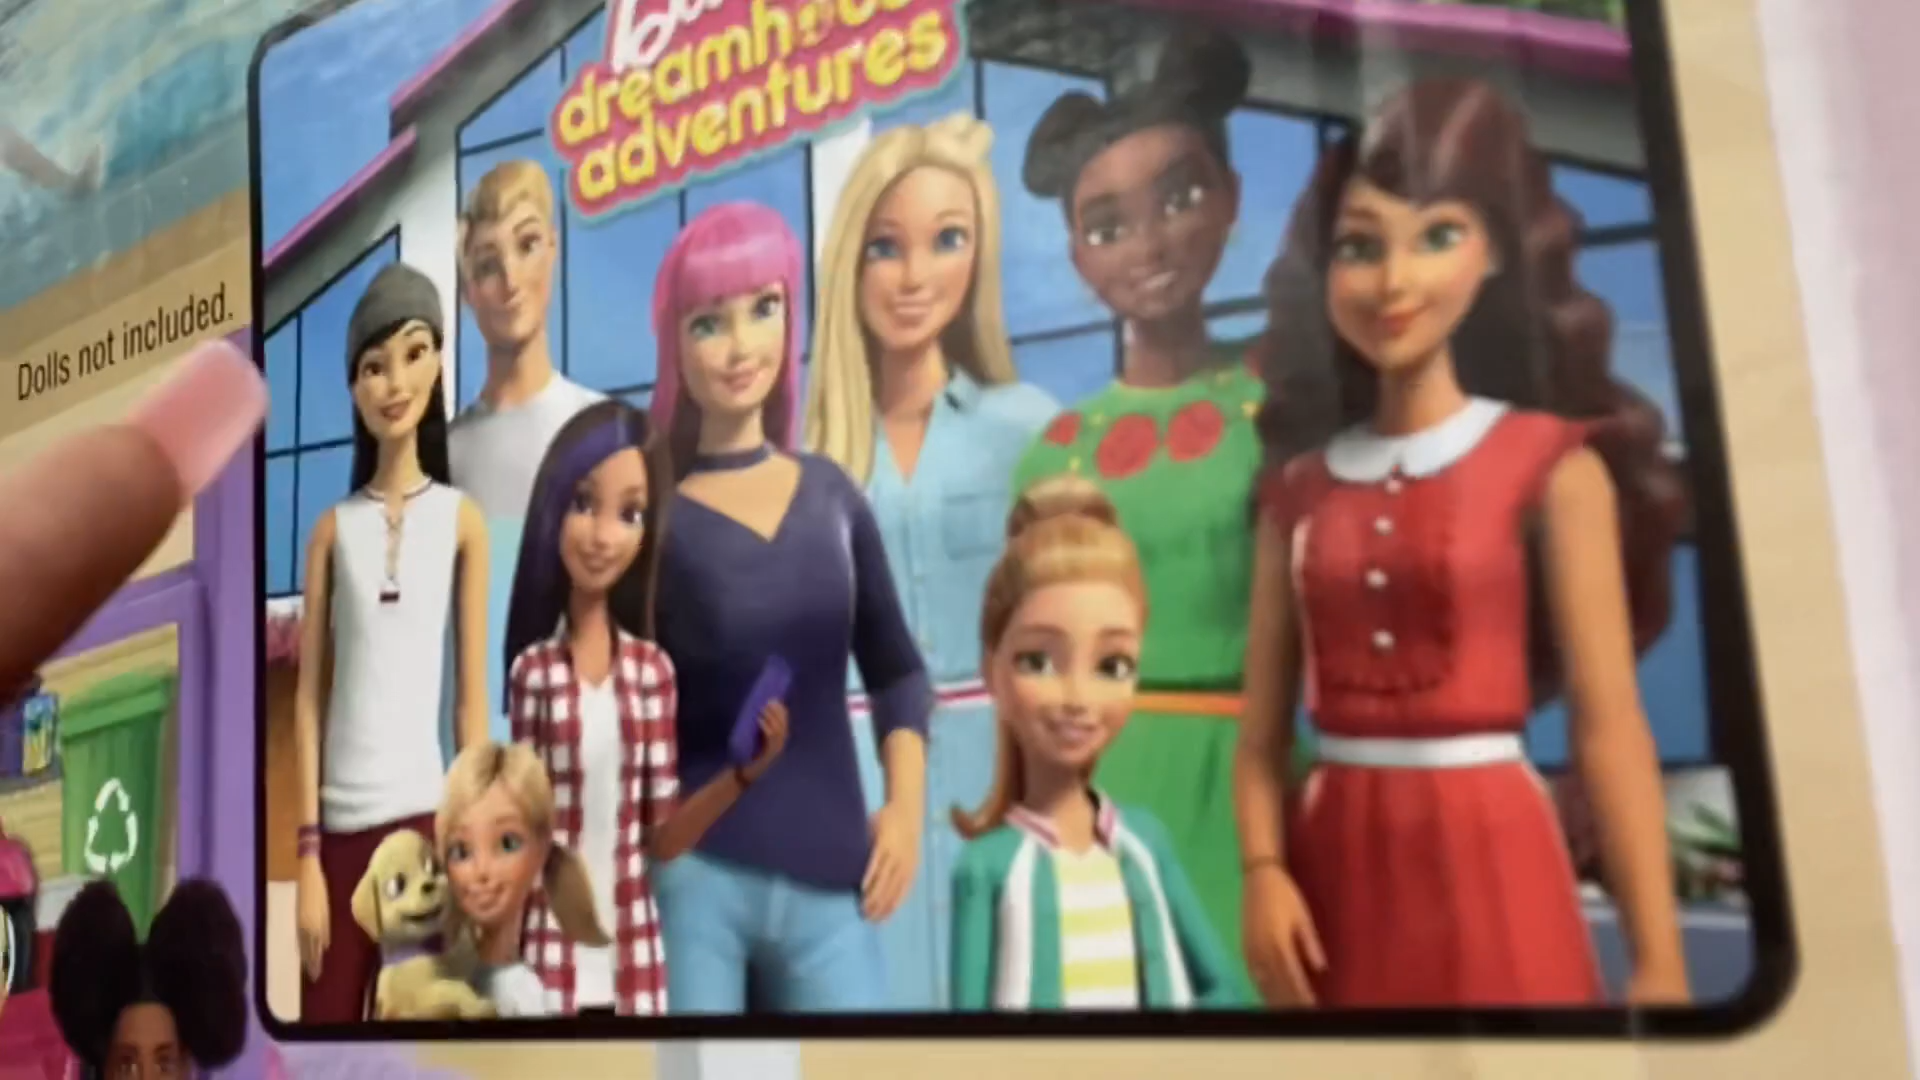 dreamhouse
adventures
Dolls not included.